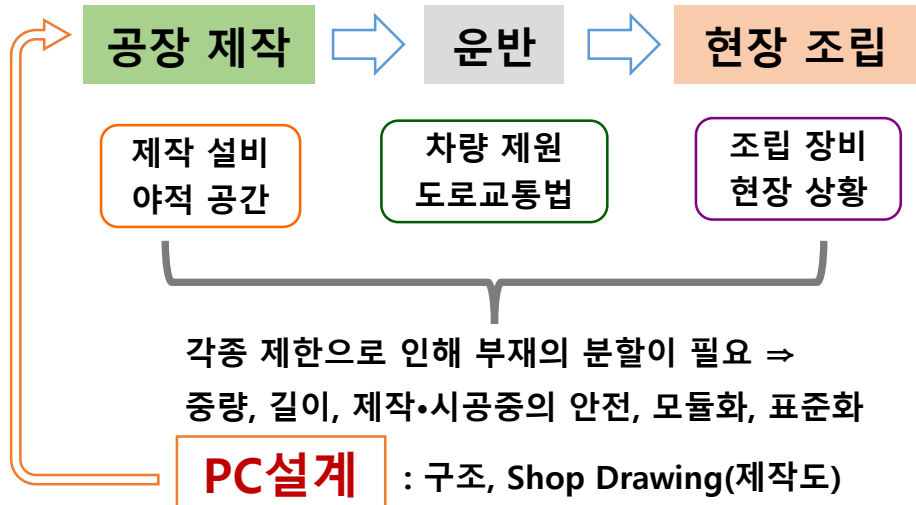 공장 제작
운반
현장 조립
제작 설비
야적 공간
차량 제원
도로교통법
조립 장비
현장 상황
각종 제한으로 인해 부재의 분할이 필요 ⇒
중량, 길이, 제작•시공중의 안전, 모듈화, 표준화
PC설계 : 구조, Shop Drawing(제작도)